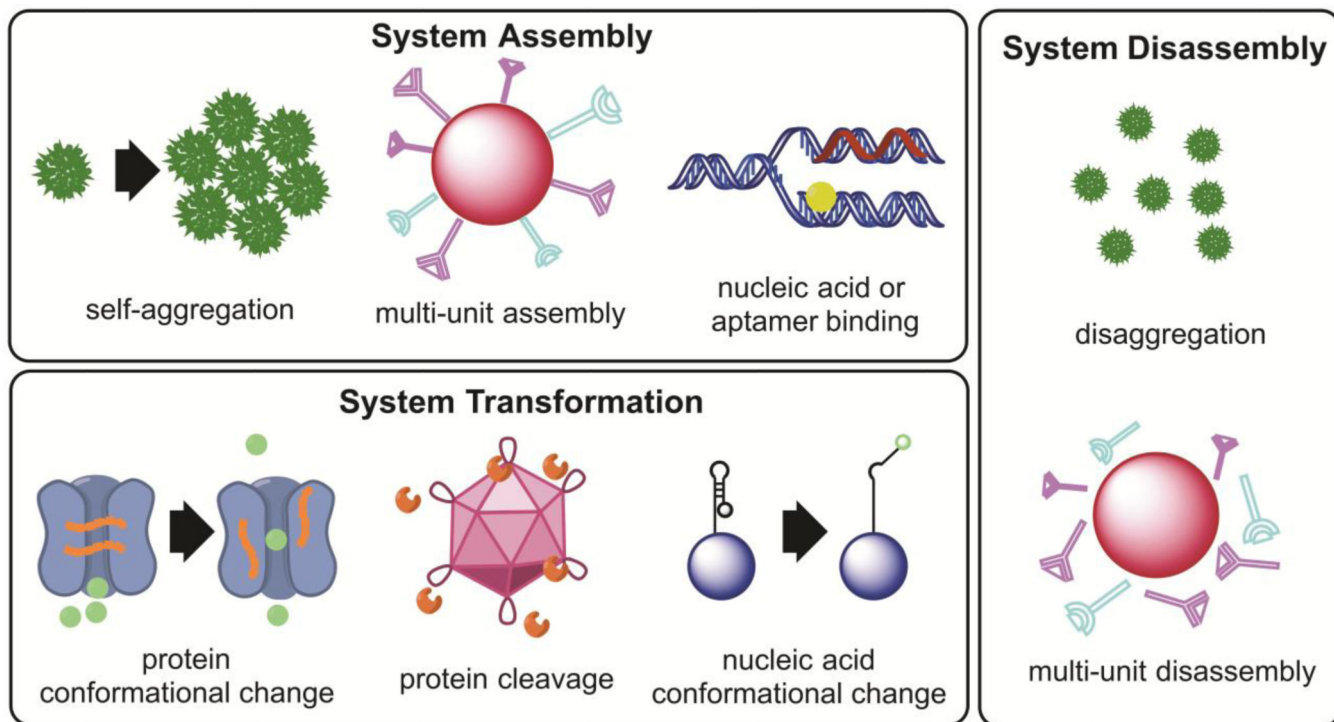 System Assembly
self-aggregation
multi-unit assembly
nucleic acid or
aptamer binding
System Transformation
protein
conformational change
protein cleavage
nucleic acid
conformational change
System Disassembly
disaggregation
multi-unit disassembly